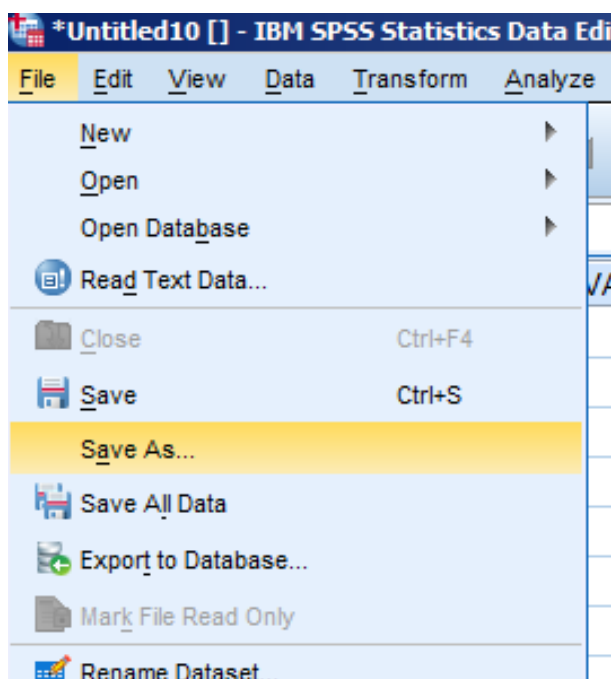 *Untitled10 [] - IBM SPSS Statistics Data Edi
File Edit View Data Transform Analyze
New
Open
Open Database
Read Text Data...
VA
Close Ctrl+F4
Save Ctrl+S
Save As...
Save All Data
Export to Database...
Mark File Read Only
Rename Dataset...